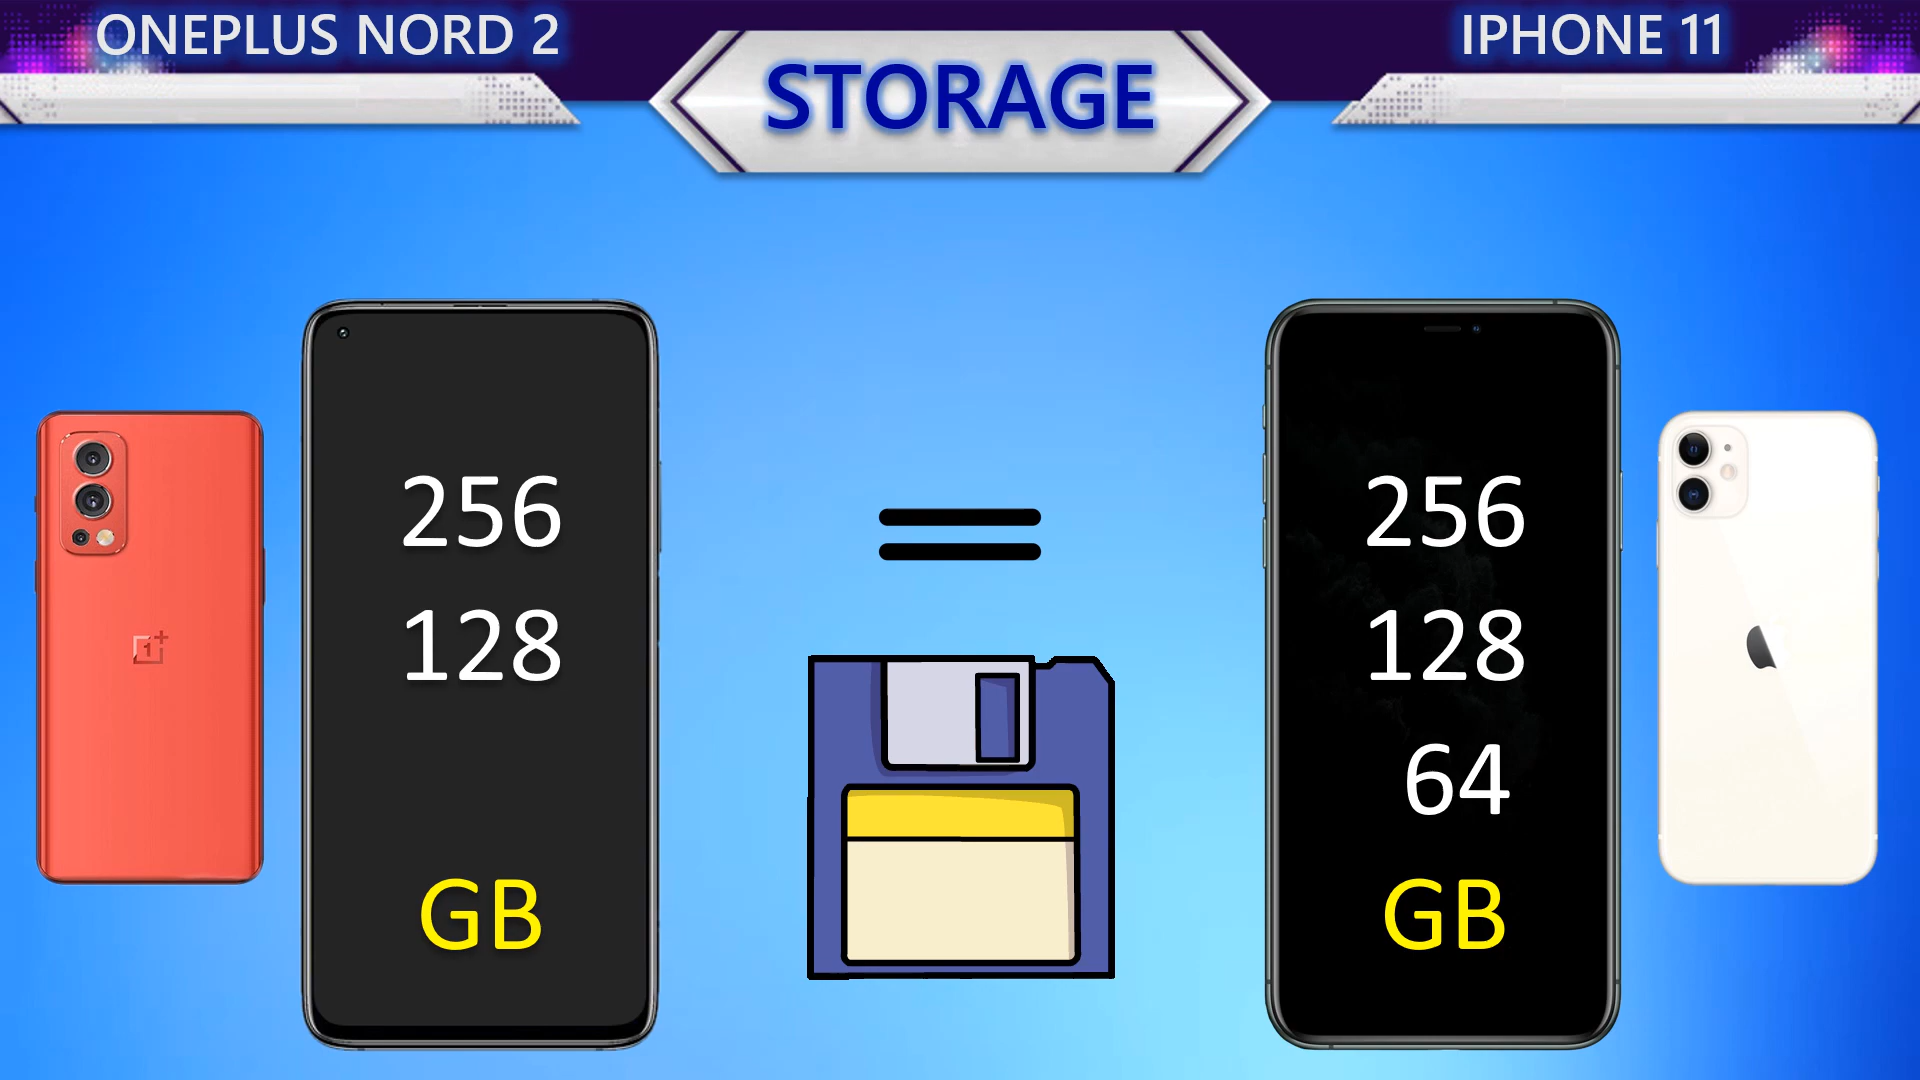 ONEPLUS NORD 2
STORAGE
IPHONE 11
256
128
GB
256
128
64
GB